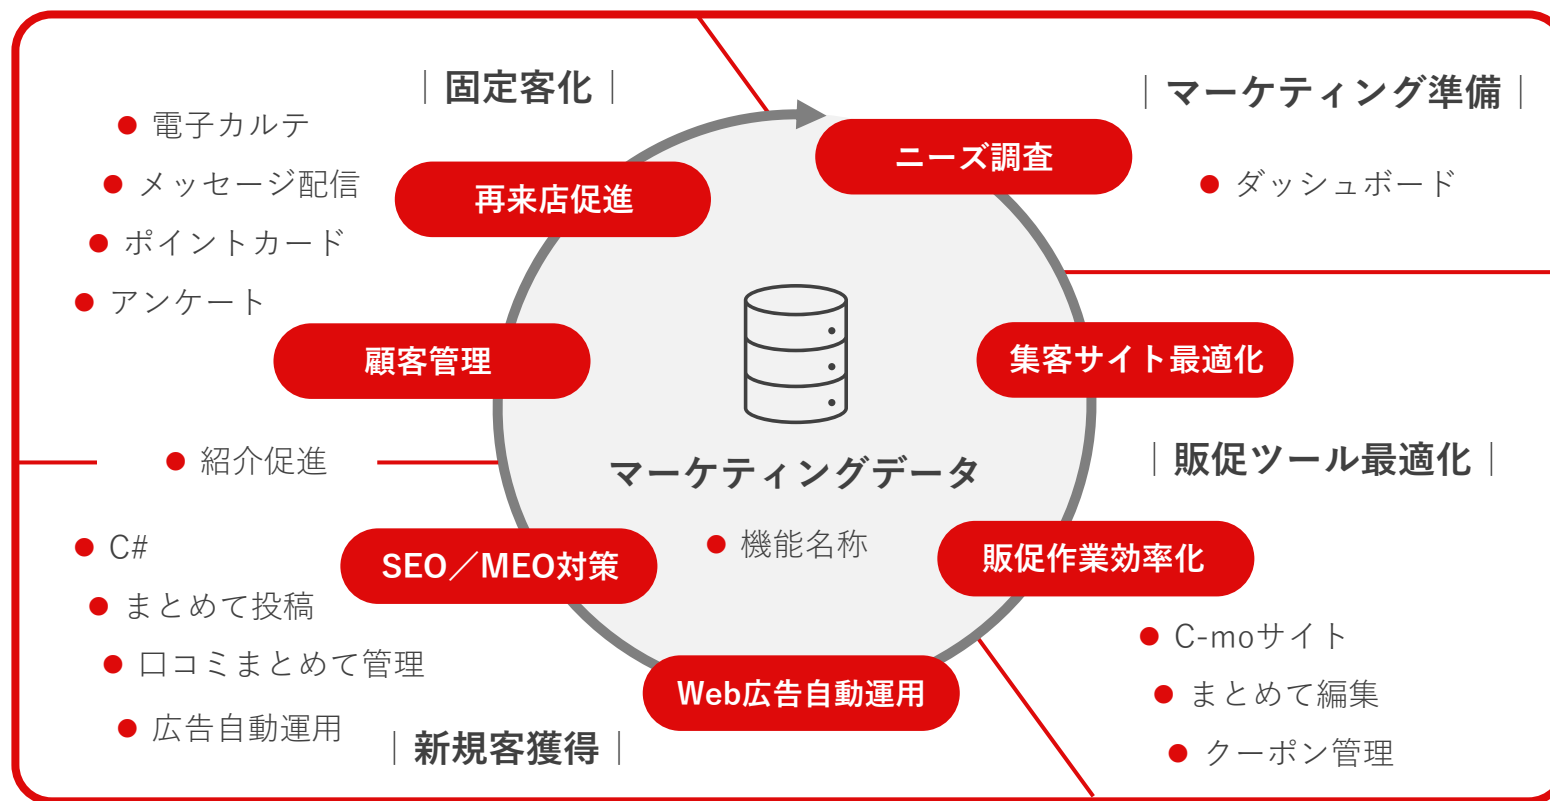 ｜固定客化｜
電子カルテ
メッセージ配信
ポイントカード
アンケート
再来店促進
顧客管理
｜マーケティング準備｜
ニーズ調査
ダッシュボード
集客サイト最適化
｜販促ツール最適化｜
販促作業効率化
C-moサイト
まとめて編集
クーポン管理
マーケティングデータ
機能名称
紹介促進
SEO／MEO対策
C#
まとめて投稿
口コミまとめて管理
広告自動運用
Web広告自動運用
｜新規客獲得｜